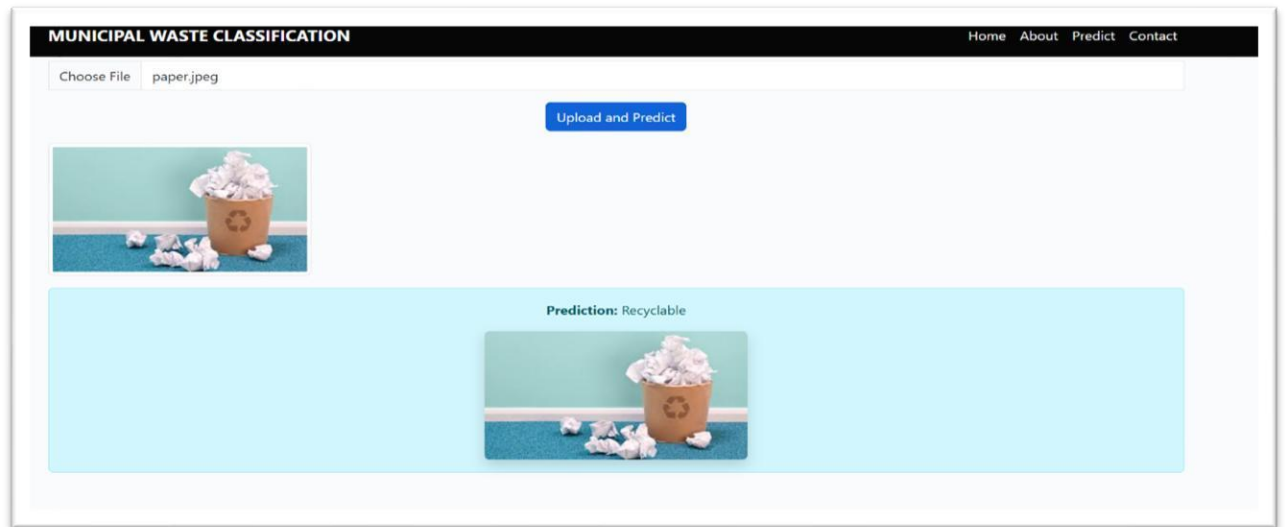 MUNICIPAL WASTE CLASSIFICATION Home About Predict Contact
Choose File paper.jpeg
Upload and Predict
Prediction: Recyclable